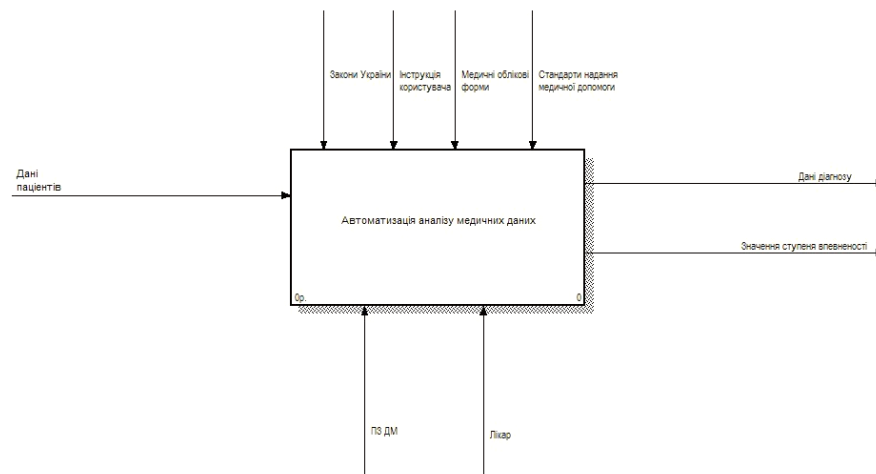 Закони України
Інструкція
користувача
Медичні облікові
форми
Стандарти надання
медичної допомоги
Дані
пацієнтів
Дані діагнозу
Автоматизація аналізу медичних даних
Значення ступеня впевненості
0р.
0
ПЗ ДМ
Лікар